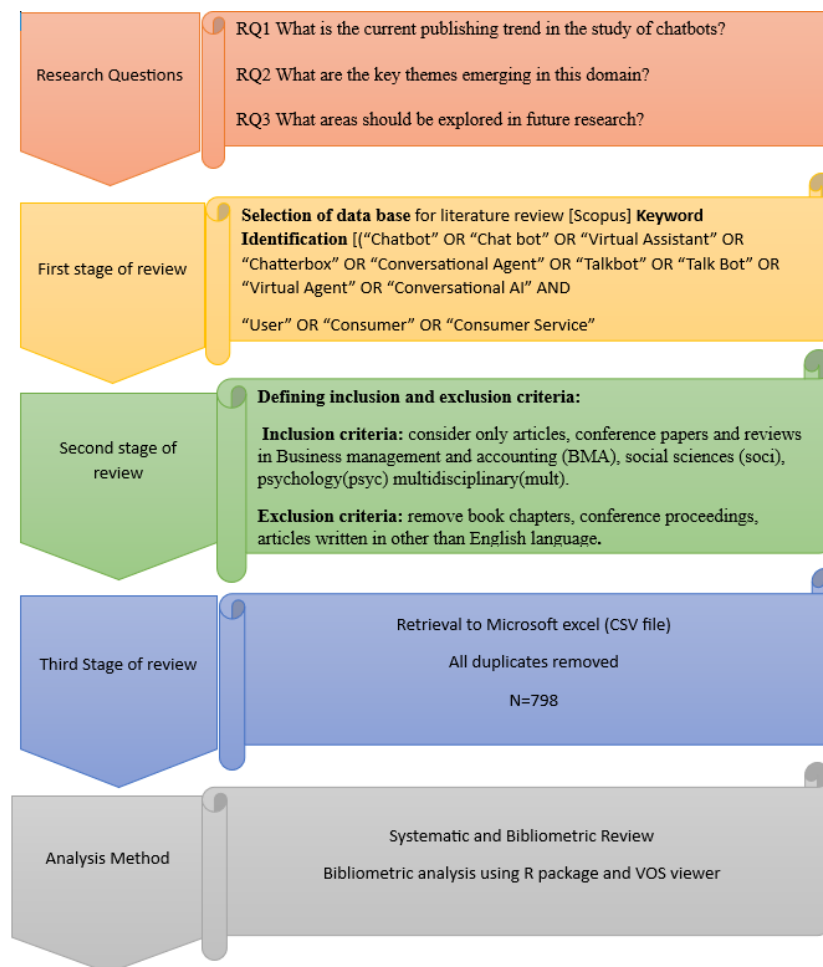 Research Questions
RQ1 What is the current publishing trend in the study of chatbots?
RQ2 What are the key themes emerging in this domain?
RQ3 What areas should be explored in future research?
First stage of review
Selection of data base for literature review [Scopus] Keyword
Identification [(“Chatbot” OR “Chat bot” OR “Virtual Assistant” OR
“Chatterbox” OR “Conversational Agent” OR “Talkbot” OR “Talk Bot” OR
“Virtual Agent” OR “Conversational AI” AND
“User” OR “Consumer” OR “Consumer Service”
Second stage of
review
Defining inclusion and exclusion criteria:
Inclusion criteria: consider only articles, conference papers and reviews
in Business management and accounting (BMA), social sciences (soci),
psychology(psyc) multidisciplinary(mult).
Exclusion criteria: remove book chapters, conference proceedings,
articles written in other than English language.
Third Stage of review
Retrieval to Microsoft excel (CSV file)
All duplicates removed
N=798
Analysis Method
Systematic and Bibliometric Review
Bibliometric analysis using R package and VOS viewer